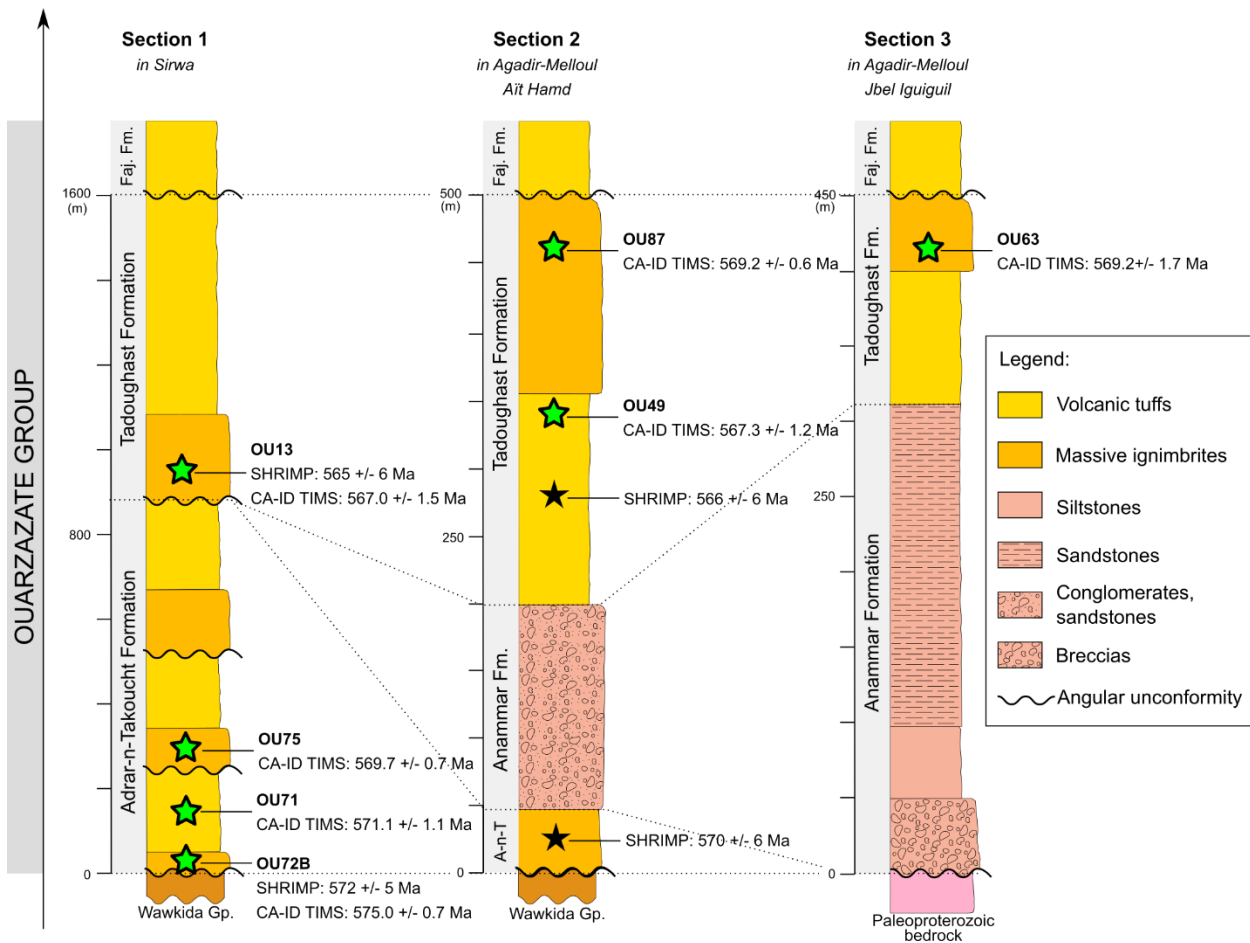 Section 1
in Sirwa
Section 2
in Agadir-Melloul
Aït Hamd
Section 3
in Agadir-Melloul
Jbel Iguiguil
OUARZAZATE GROUP
Faj. Fm.
1600
(m)
Tadoughast Formation
OU13
SHRIMP: 565 +/- 6 Ma
CA-ID TIMS: 567.0 +/- 1.5 Ma
800
Adrar-n-Takoucht Formation
OU75
CA-ID TIMS: 569.7 +/- 0.7 Ma
OU71
CA-ID TIMS: 571.1 +/- 1.1 Ma
OU72B
SHRIMP: 572 +/- 5 Ma
CA-ID TIMS: 575.0 +/- 0.7 Ma
0
Wawkida Gp.
Faj. Fm.
500
(m)
Tadoughast Formation
OU87
CA-ID TIMS: 569.2 +/- 0.6 Ma
OU49
CA-ID TIMS: 567.3 +/- 1.2 Ma
SHRIMP: 566 +/- 6 Ma
250
Anammar Fm.
A-n-T
SHRIMP: 570 +/- 6 Ma
0
Wawkida Gp.
Faj. Fm.
450
(m)
Tadoughast Fm.
OU63
CA-ID TIMS: 569.2+/- 1.7 Ma
250
Anammar Formation
0
Paleoproterozoic
bedrock
Legend:
Volcanic tuffs
Massive ignimbrites
Siltstones
Sandstones
Conglomerates,
sandstones
Breccias
Angular unconformity